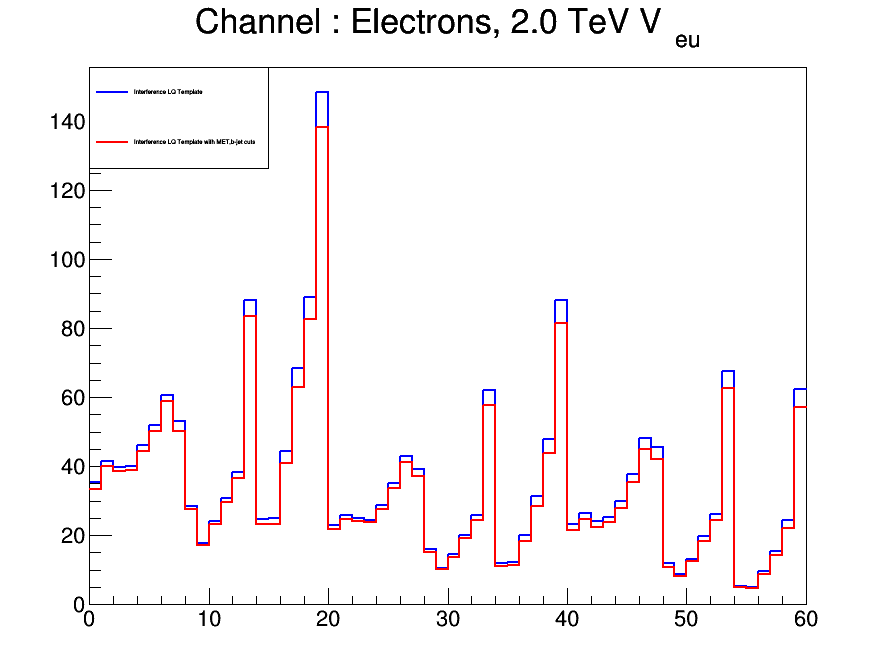 Channel : Electrons, 2.0 TeV V eu
Interference LQ Template
Interference LQ Template with MET,b-jet cuts
140
120
100
80
60
40
20
0
0 10 20 30 40 50 60